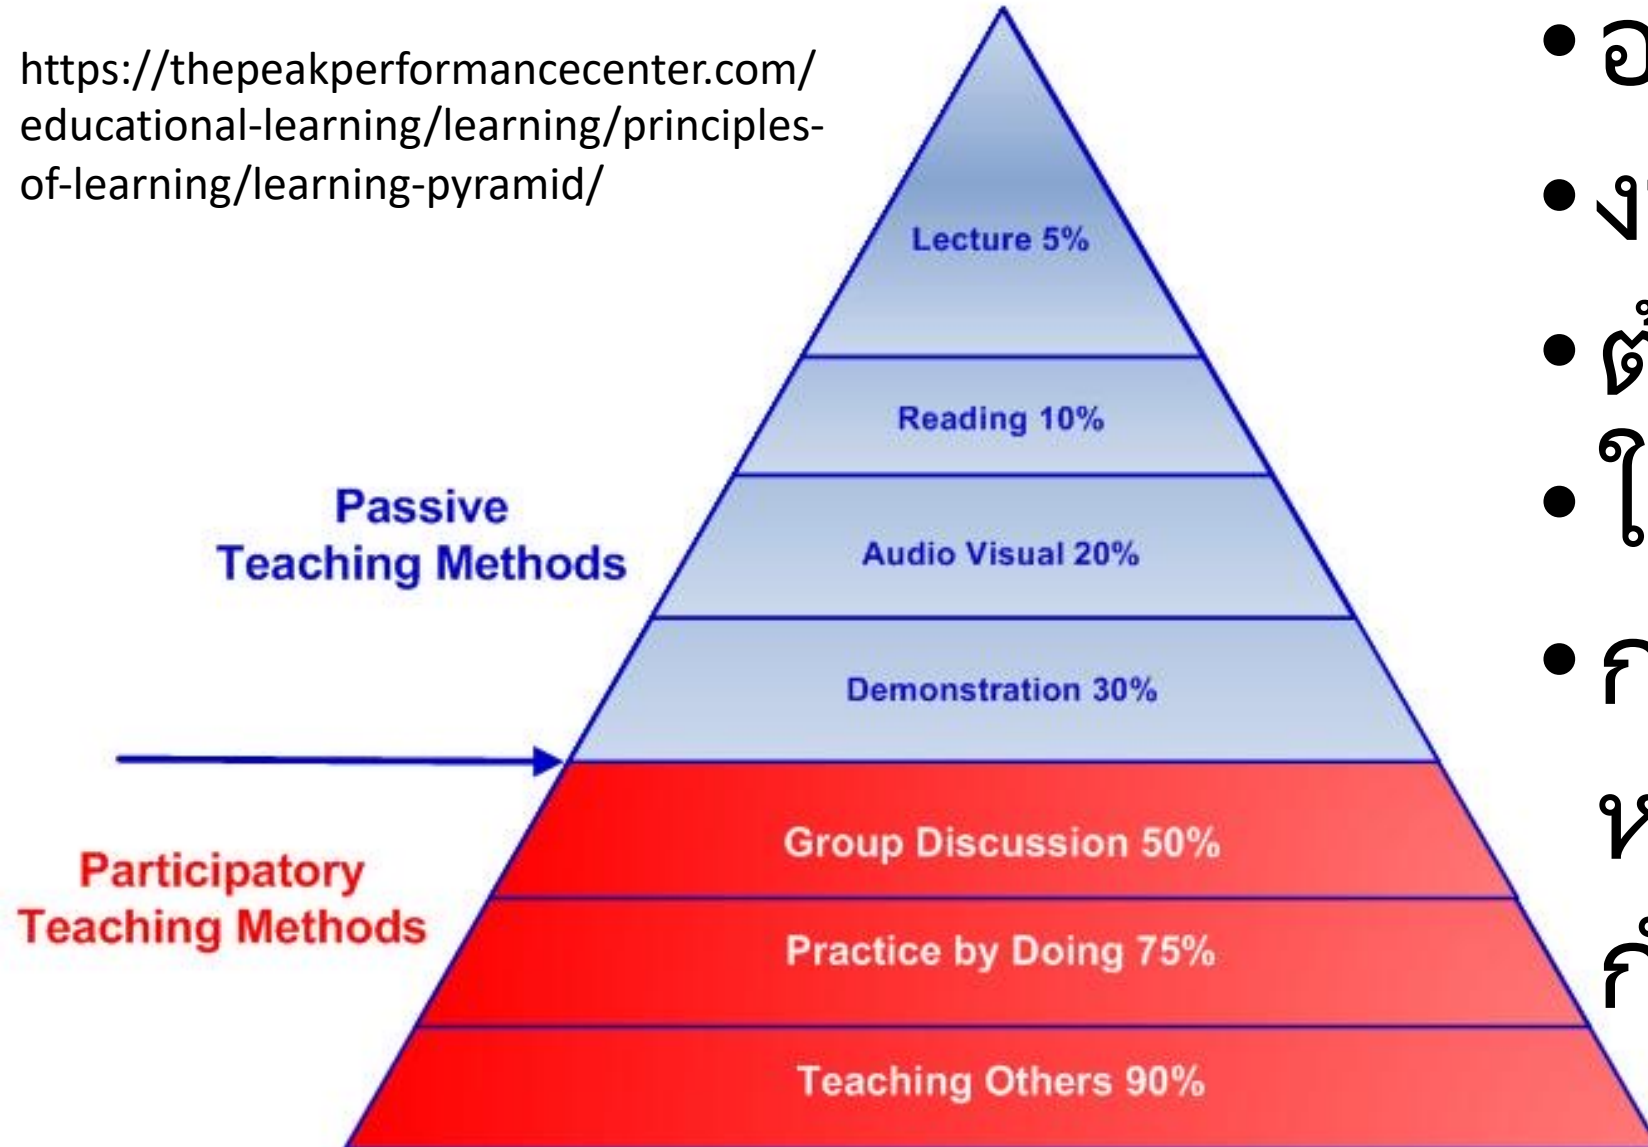 https://thepeakperformancecenter.com/
educational-learning/learning/principles-
of-learning/learning-pyramid/
Lecture 5%
Reading 10%
Passive
Teaching Methods
Audio Visual 20%
Demonstration 30%
Participatory
Teaching Methods
Group Discussion 50%
Practice by Doing 75%
Teaching Others 90%